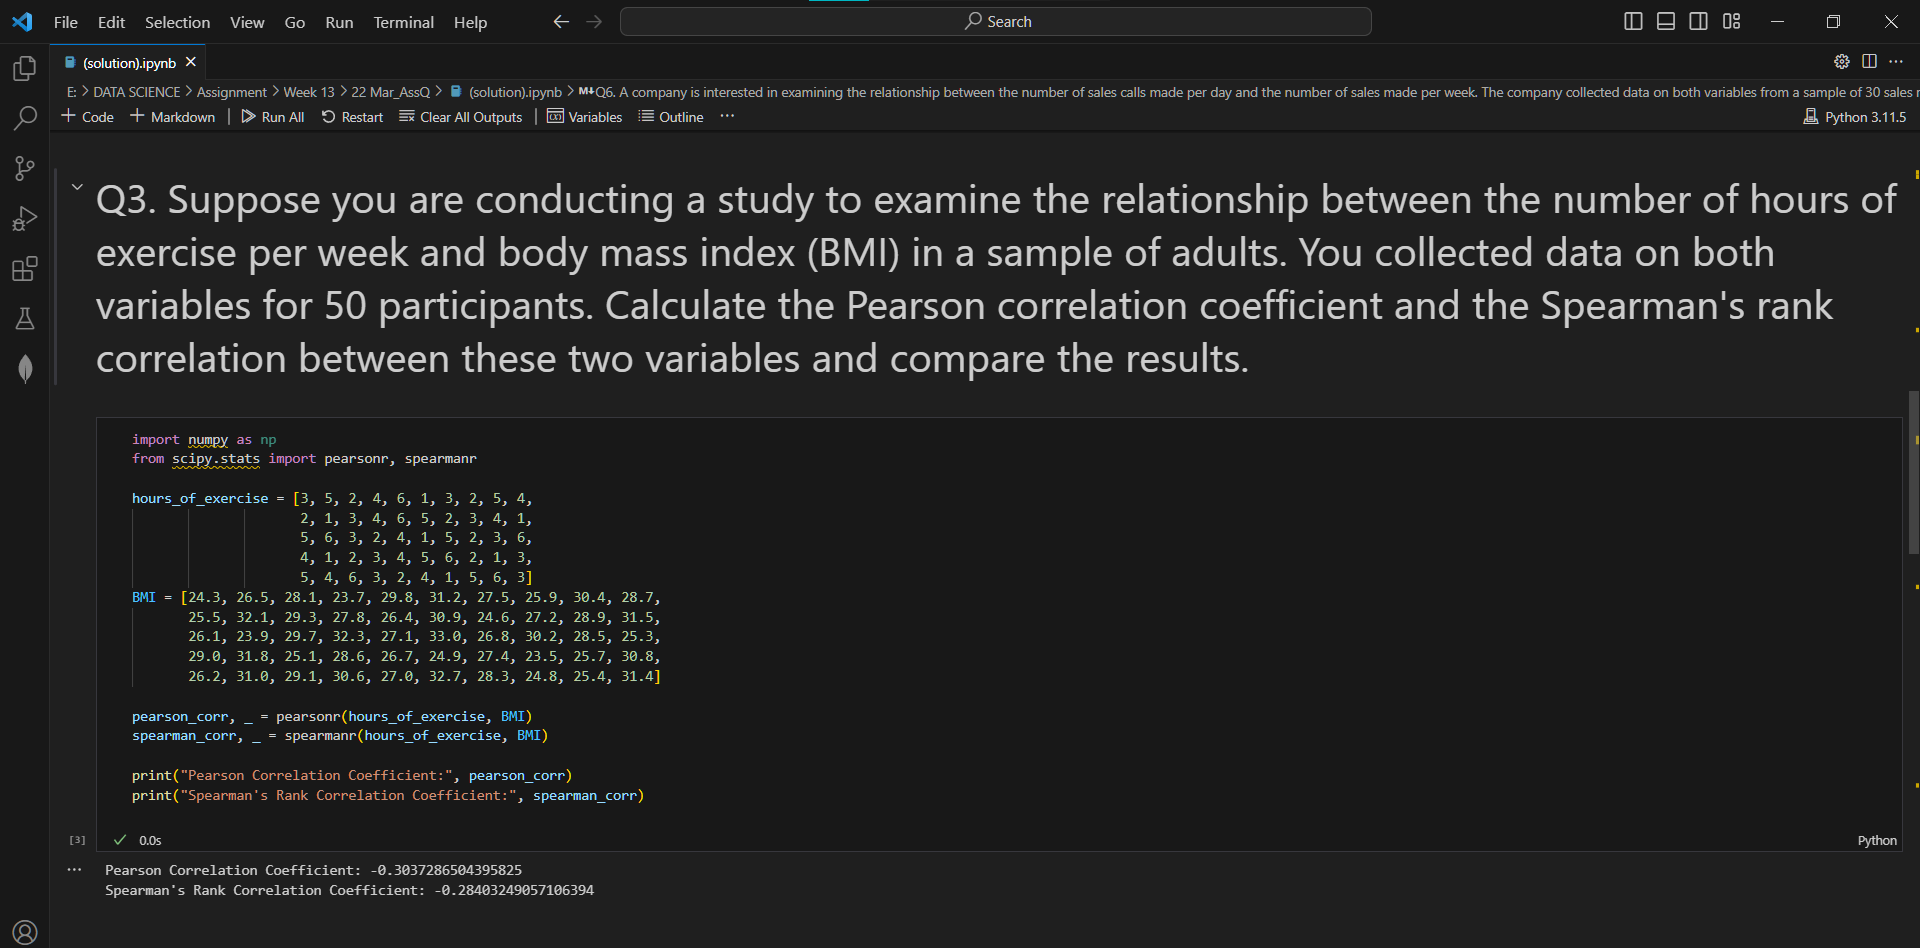 File Edit Selection View Go Run Terminal Help
Search
(solution).ipynb
E: > DATA SCIENCE > Assignment > Week 13 > 22 Mar_AssQ > (solution).ipynb > M↓Q6. A company is interested in examining the relationship between the number of sales calls made per day and the number of sales made per week. The company collected data on both variables from a sample of 30 sales r
+ Code + Markdown | Run All Restart Clear All Outputs | Variables Outline ... Python 3.11.5
Q3. Suppose you are conducting a study to examine the relationship between the number of hours of
exercise per week and body mass index (BMI) in a sample of adults. You collected data on both
variables for 50 participants. Calculate the Pearson correlation coefficient and the Spearman's rank
correlation between these two variables and compare the results.
import numpy as np
from scipy.stats import pearsonr, spearmanr
hours_of_exercise = [3, 5, 2, 4, 6, 1, 3, 2, 5, 4,
2, 1, 3, 4, 6, 5, 2, 3, 4, 1,
5, 6, 3, 2, 4, 1, 5, 2, 3, 6,
4, 1, 2, 3, 4, 5, 6, 2, 1, 3,
5, 4, 6, 3, 2, 4, 1, 5, 6, 3]
BMI = [24.3, 26.5, 28.1, 23.7, 29.8, 31.2, 27.5, 25.9, 30.4, 28.7,
25.5, 32.1, 29.3, 27.8, 26.4, 30.9, 24.6, 27.2, 28.9, 31.5,
26.1, 23.9, 29.7, 32.3, 27.1, 33.0, 26.8, 30.2, 28.5, 25.3,
29.0, 31.8, 25.1, 28.6, 26.7, 24.9, 27.4, 23.5, 25.7, 30.8,
26.2, 31.0, 29.1, 30.6, 27.0, 32.7, 28.3, 24.8, 25.4, 31.4]
pearson_corr, _ = pearsonr(hours_of_exercise, BMI)
spearman_corr, _ = spearmanr(hours_of_exercise, BMI)
print("Pearson Correlation Coefficient:", pearson_corr)
print("Spearman's Rank Correlation Coefficient:", spearman_corr)
[3] 0.0s Python
Pearson Correlation Coefficient: -0.3037286504395825
Spearman's Rank Correlation Coefficient: -0.28403249057106394